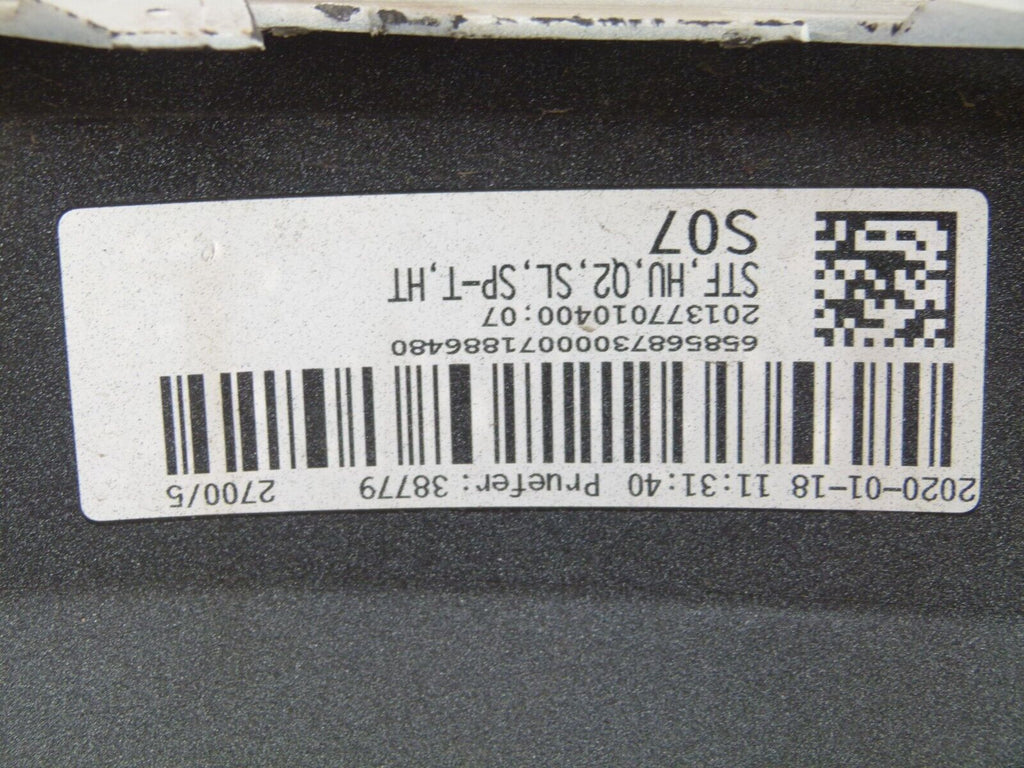 2020-01-18 11:31:40 Pruefer:38779 2700/5
65856873000071886480
201377010400:07
STF,HU,Q2,SL,SP-T,HT
S07